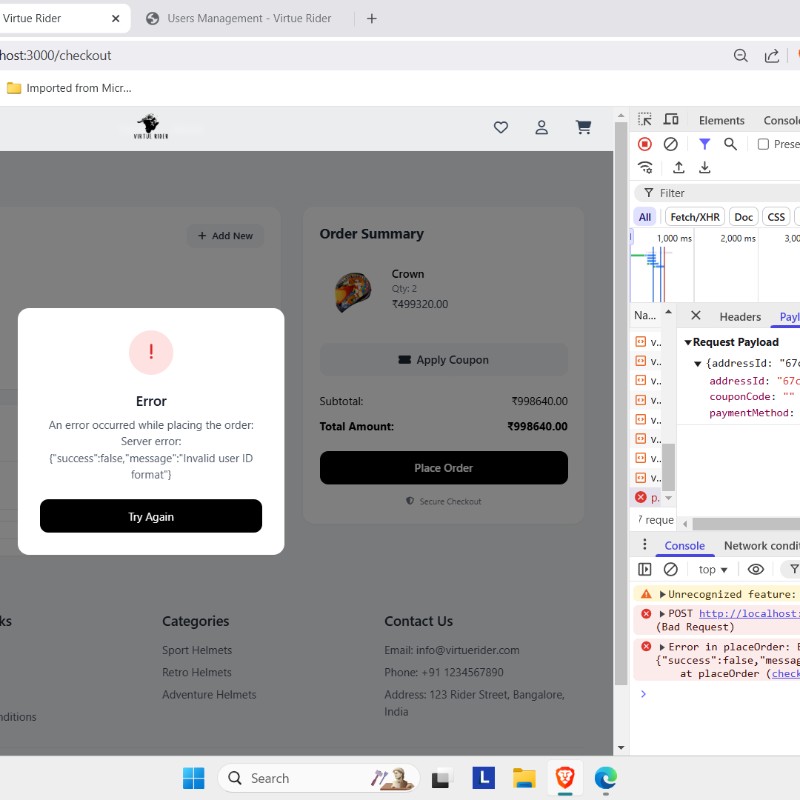 Virtue Rider
Users Management - Virtue Rider
host:3000/checkout
Imported from Micr...
VIRTUE RIDER
Elements
Console
Prese
Filter
All
Fetch/XHR
Doc
CSS
1,000 ms
2,000 ms
3,00
Na...
Headers
Payl
Request Payload
{addressId: "67c
addressId: "67c
couponCode: ""
paymentMethod:
v..
v..
v..
v..
v..
v..
v..
v..
p.
7 reque
Add New
Order Summary
Crown
Qty: 2
₹499320.00
Apply Coupon
Subtotal:
₹998640.00
Total Amount:
₹998640.00
Place Order
Secure Checkout
!
Error
An error occurred while placing the order:
Server error:
{"success":false,"message":"Invalid user ID
format"}
Try Again
Console
Network condit
top
Unrecognized feature:
POST http://localhost:
(Bad Request)
Error in placeOrder: E
{"success":false,"messag
at placeOrder (check
ks
nditions
Categories
Sport Helmets
Retro Helmets
Adventure Helmets
Contact Us
Email: info@virtuerider.com
Phone: +91 1234567890
Address: 123 Rider Street, Bangalore,
India
Search
L